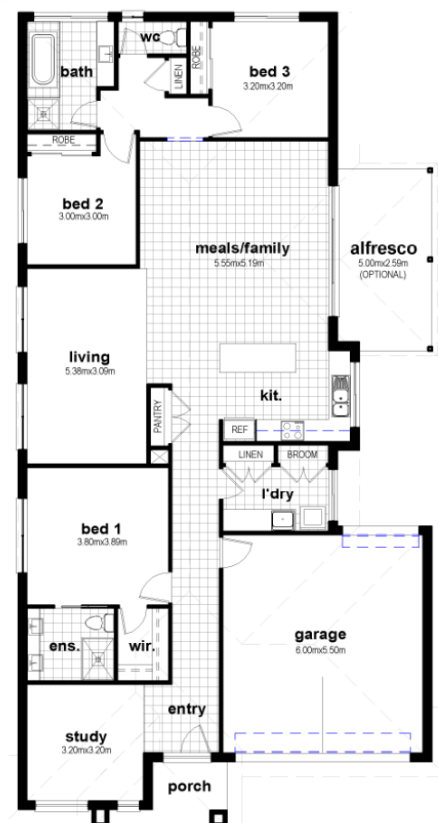 wc
bath
LINEN
ROBE
bed 3
3.20mx3.20m
ROBE
bed 2
3.00mx3.00m
meals/family
5.55mx5.19m
alfresco
5.00mx2.59m
(OPTIONAL)
living
5.38mx3.09m
kit.
PANTRY
REF
LINEN
BROOM
l'dry
bed 1
3.80mx3.89m
garage
6.00mx5.50m
ens.
wir.
entry
study
3.20mx3.20m
porch